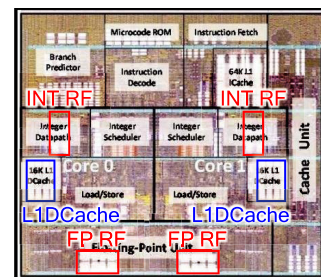 Microcode ROM
Instruction Fetch
Branch
Predictor
Instruction
Decode
64K L1
ICache
INT RF
INT RF
Integer
Datapath
Integer
Scheduler
Integer
Scheduler
Integer
Datapath
Core 0
Core 1
16K L1
DCache
16K L1
DCache
Load/Store
Load/Store
Cache Unit
L1DCache
L1DCache
FP RF
FP RF
Floating-Point Unit